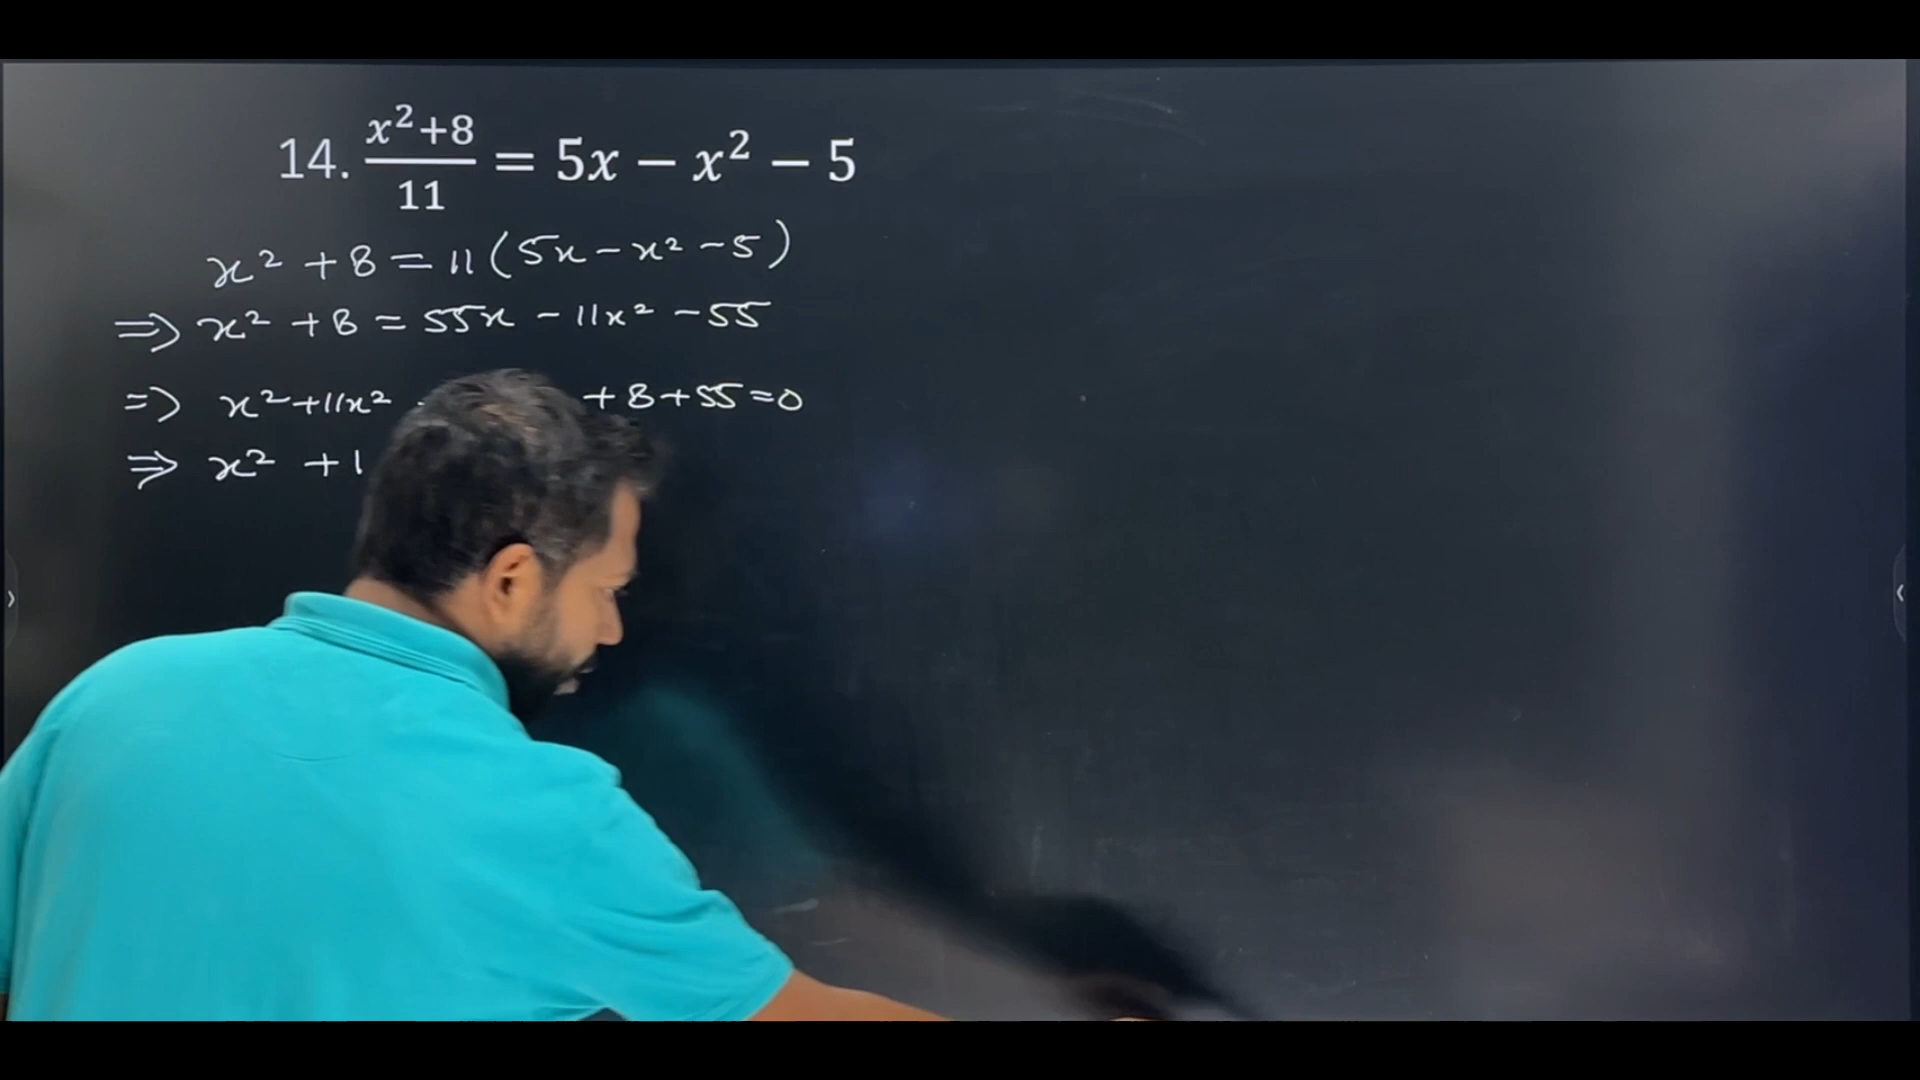 14. x²+8/11 = 5x − x² − 5
x² + 8 = 11 (5x − x² − 5)
⇒ x² + 8 = 55x − 11x² − 55
⇒ x² + 11x² + 8 + 55 = 0
⇒ x² + 1